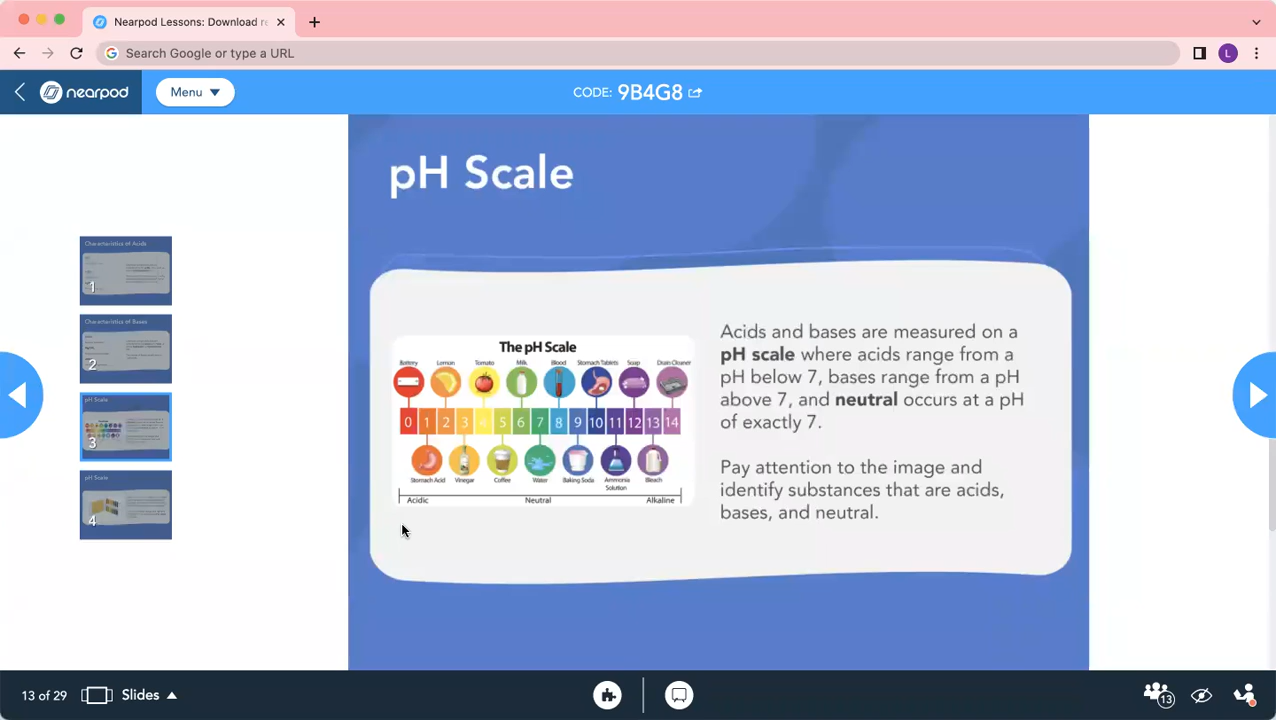 Nearpod Lessons: Download r
Search Google or type a URL
L
nearpod
Menu
CODE: 9B4G8
pH Scale
Characteristics of Acids
1
Characteristics of Bases
2
pH Scale
3
pH Scale
4
The pH Scale
Battery Lemon Tomato Milk Blood Stomach Tablets Soap Drain Cleaner
0 1 2 3 4 5 6 7 8 9 10 11 12 13 14
Stomach Acid Vinegar Coffee Water Baking Soda Ammonia Solution Bleach
Acidic Neutral Alkaline
Acids and bases are measured on a
pH scale where acids range from a
pH below 7, bases range from a pH
above 7, and neutral occurs at a pH
of exactly 7.
Pay attention to the image and
identify substances that are acids,
bases, and neutral.
13 of 29
Slides
13